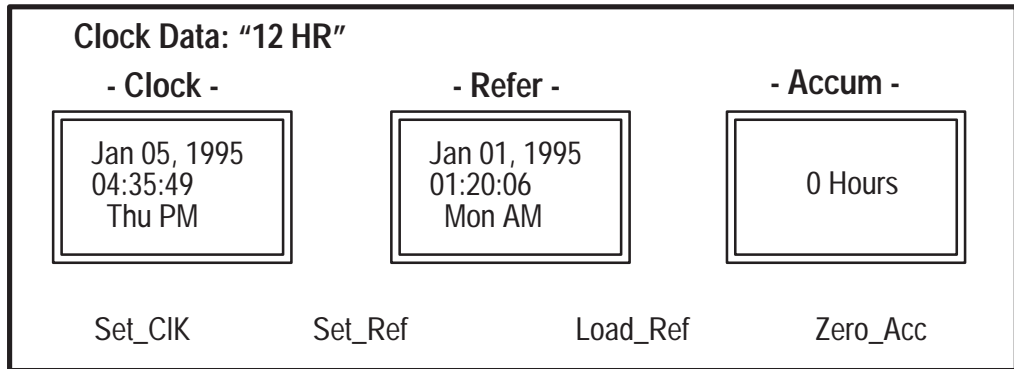 Clock Data: “12 HR”
- Clock -
- Refer -
- Accum -
Jan 05, 1995
04:35:49
Thu PM
Jan 01, 1995
01:20:06
Mon AM
0 Hours
Set_ClK
Set_Ref
Load_Ref
Zero_Acc